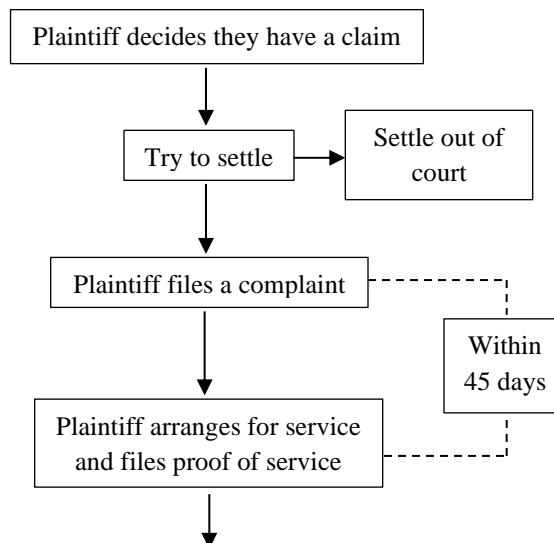 Plaintiff decides they have a claim
Try to settle
Settle out of
court
Plaintiff files a complaint
Within
45 days
Plaintiff arranges for service
and files proof of service